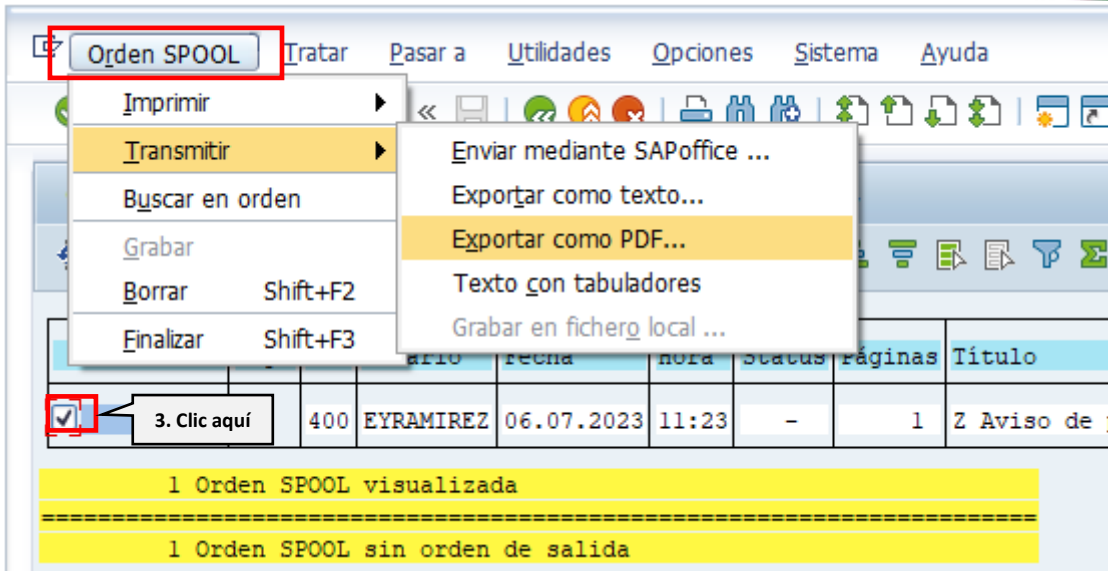 Orden SPOOL Tratar Pasar a Utilidades Opciones Sistema Ayuda
Imprimir
Transmitir
Buscar en orden
Grabar
Borrar Shift+F2
Finalizar Shift+F3
Enviar mediante SAPoffice ...
Exportar como texto...
Exportar como PDF...
Texto con tabuladores
Grabar en fichero local ...
Fecha Hora Status Páginas Título
3. Clic aquí
400 EYRAMIREZ 06.07.2023 11:23 - 1 Z Aviso de
1 Orden SPOOL visualizada
=======================================================================
1 Orden SPOOL sin orden de salida